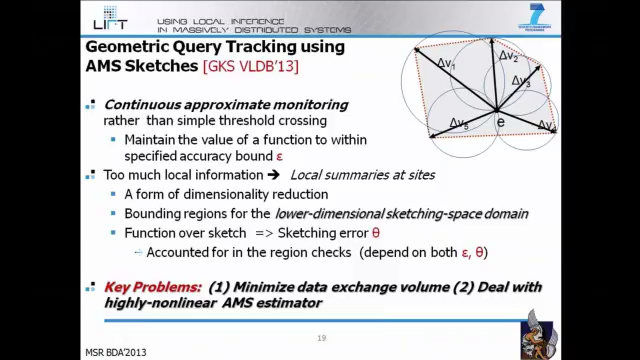 LIFT
USING LOCAL INFERENCE
IN MASSIVELY DISTRIBUTED SYSTEMS
Geometric Query Tracking using
AMS Sketches [GKS VLDB'13]
Continuous approximate monitoring
rather than simple threshold crossing
Maintain the value of a function to within
specified accuracy bound ε
Too much local information ➔ Local summaries at sites
A form of dimensionality reduction
Bounding regions for the lower-dimensional sketching-space domain
Function over sketch => Sketching error θ
→ Accounted for in the region checks (depend on both ε, θ)
Key Problems: (1) Minimize data exchange volume (2) Deal with
highly nonlinear AMS estimator
Δv1
Δv2
Δv3
Δv5
e
Δv
19
MSR BDA'2013